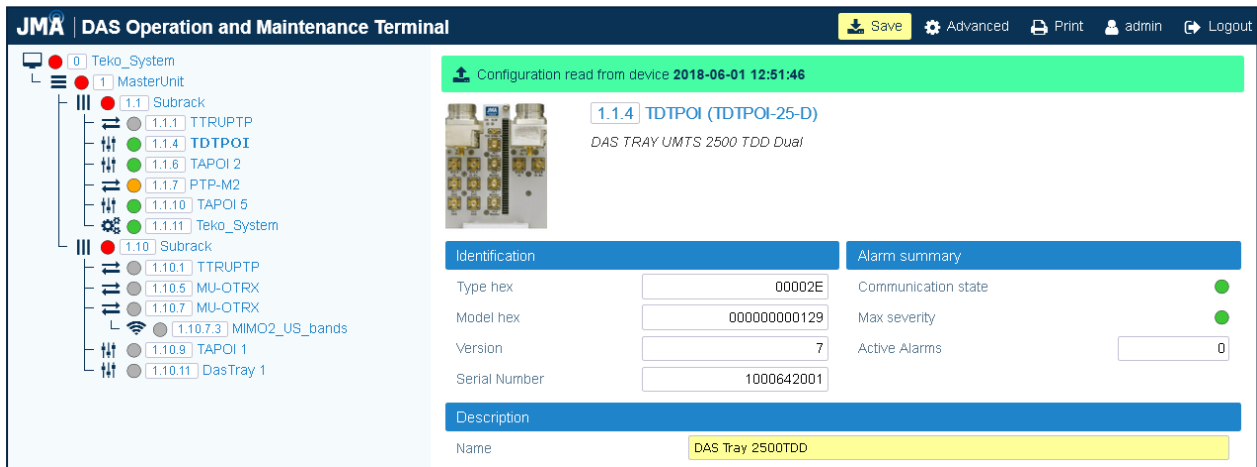 JMA | DAS Operation and Maintenance Terminal Save Advanced Print admin Logout
0 Teko_System
1 MasterUnit
1.1 Subrack
1.1.1 TTRUPTP
1.1.4 TDTPOI
1.1.6 TAPOI 2
1.1.7 PTP-M2
1.1.10 TAPOI 5
1.1.11 Teko_System
1.10 Subrack
1.10.1 TTRUPTP
1.10.5 MU-OTRX
1.10.7 MU-OTRX
1.10.7.3 MIMO2_US_bands
1.10.9 TAPOI 1
1.10.11 DasTray 1
Configuration read from device 2018-06-01 12:51:46
1.1.4 TDTPOI (TDTPOI-25-D)
DAS TRAY UMTS 2500 TDD Dual
Identification
Type hex 00002E
Model hex 000000000129
Version 7
Serial Number 1000642001
Alarm summary
Communication state
Max severity
Active Alarms 0
Description
Name DAS Tray 2500TDD